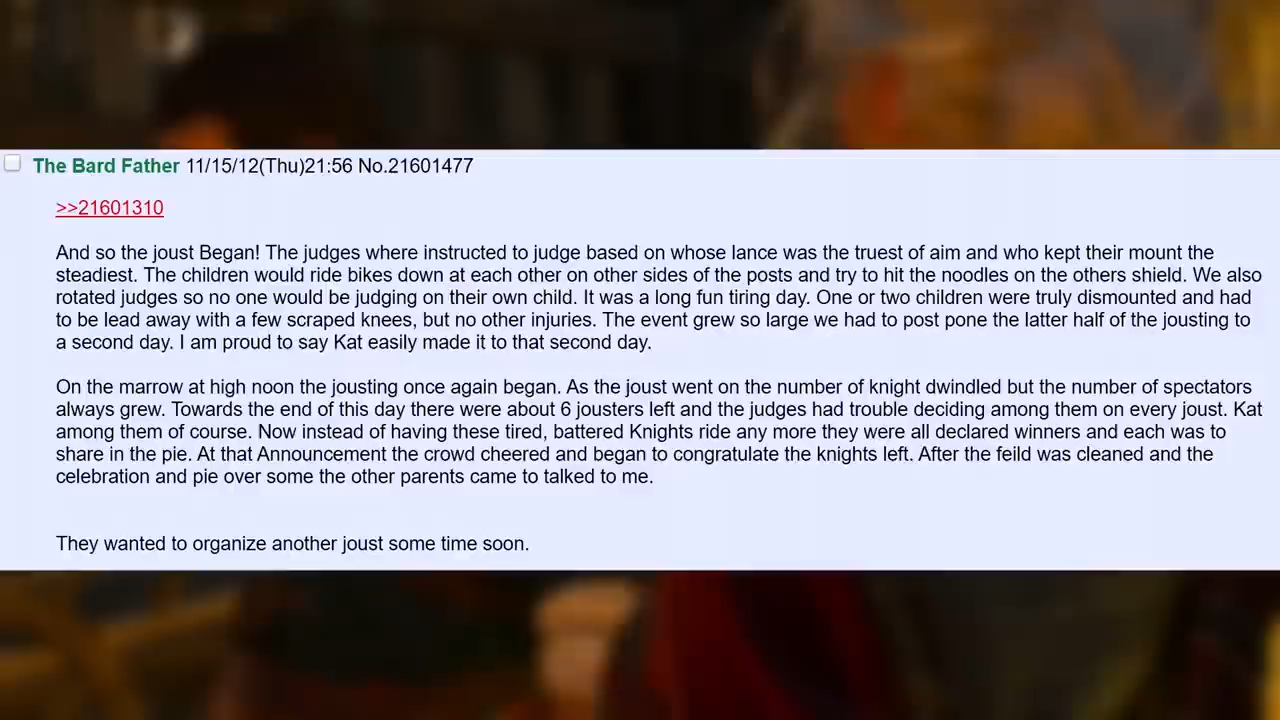 The Bard Father 11/15/12(Thu)21:56 No.21601477
>>21601310
And so the joust Began! The judges where instructed to judge based on whose lance was the truest of aim and who kept their mount the
steadiest. The children would ride bikes down at each other on other sides of the posts and try to hit the noodles on the others shield. We also
rotated judges so no one would be judging on their own child. It was a long fun tiring day. One or two children were truly dismounted and had
to be lead away with a few scraped knees, but no other injuries. The event grew so large we had to post pone the latter half of the jousting to
a second day. I am proud to say Kat easily made it to that second day.
On the marrow at high noon the jousting once again began. As the joust went on the number of knight dwindled but the number of spectators
always grew. Towards the end of this day there were about 6 jousters left and the judges had trouble deciding among them on every joust. Kat
among them of course. Now instead of having these tired, battered Knights ride any more they were all declared winners and each was to
share in the pie. At that Announcement the crowd cheered and began to congratulate the knights left. After the feild was cleaned and the
celebration and pie over some the other parents came to talked to me.
They wanted to organize another joust some time soon.